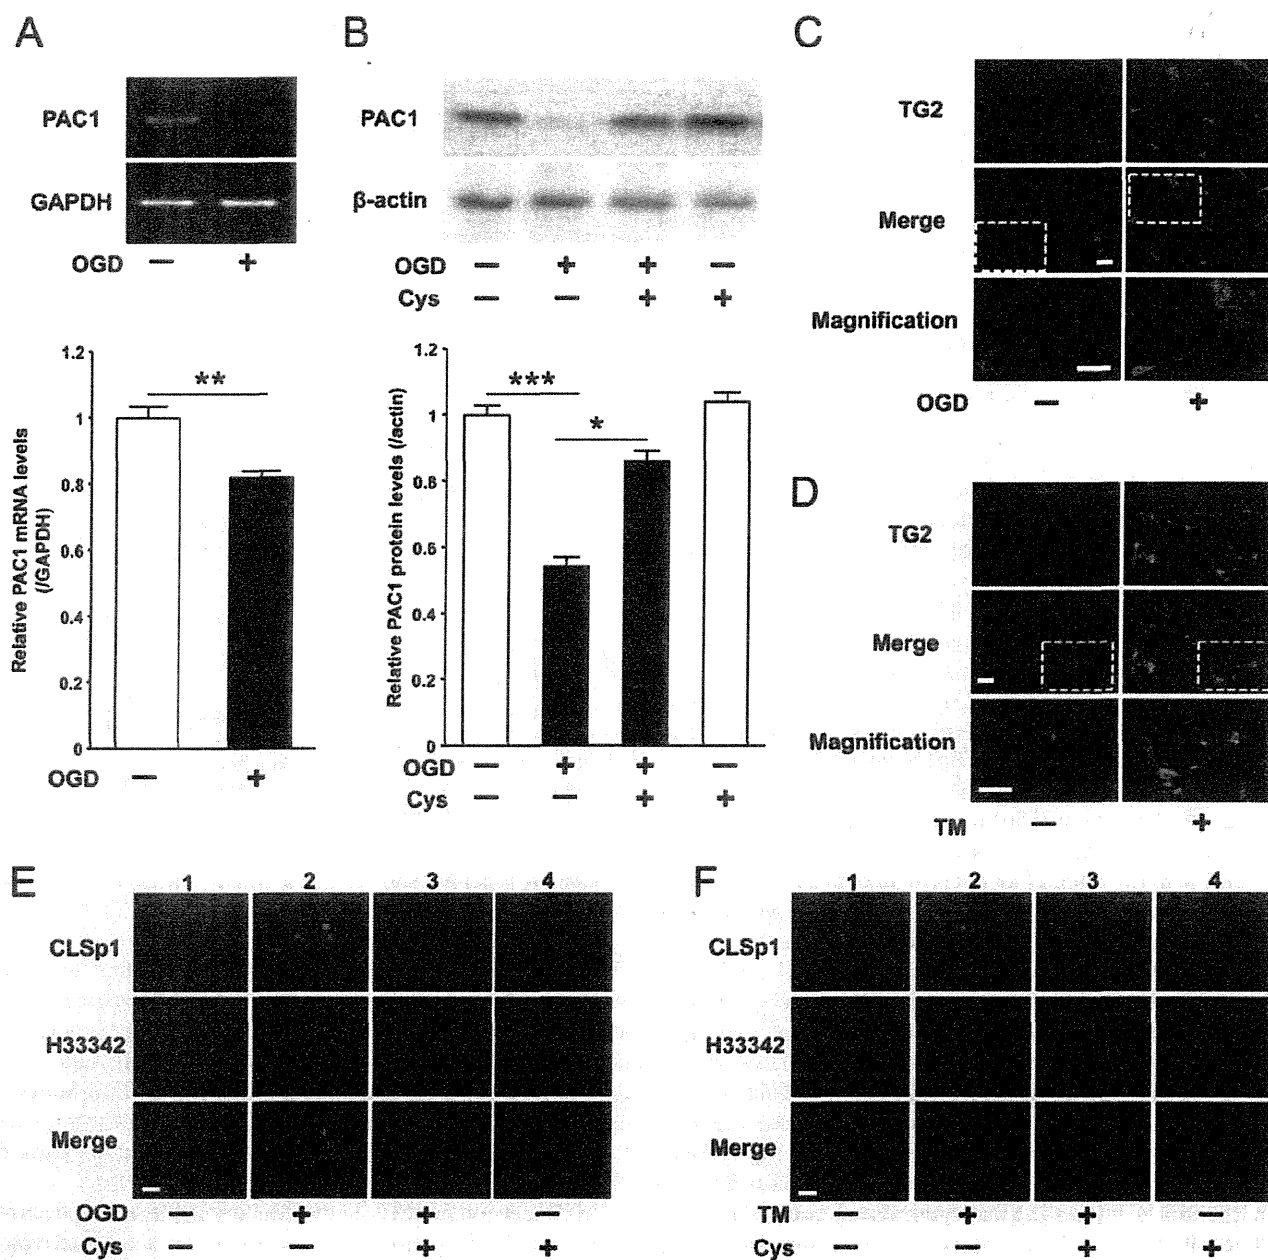 A
PAC1
GAPDH
OGD − +
1.2
1
0.8
0.6
0.4
0.2
0
Relative PAC1 mRNA levels
(/GAPDH)
**
OGD − +
B
PAC1
β-actin
OGD − + + −
Cys − − + +
1.2
1
0.8
0.6
0.4
0.2
0
Relative PAC1 protein levels (/actin)
***
*
OGD − + + −
Cys − − + +
C
TG2
Merge
Magnification
OGD − +
D
TG2
Merge
Magnification
TM − +
E
1 2 3 4
CLSp1
H33342
Merge
OGD − + + −
Cys − − + +
F
1 2 3 4
CLSp1
H33342
Merge
TM − + + −
Cys − − + +